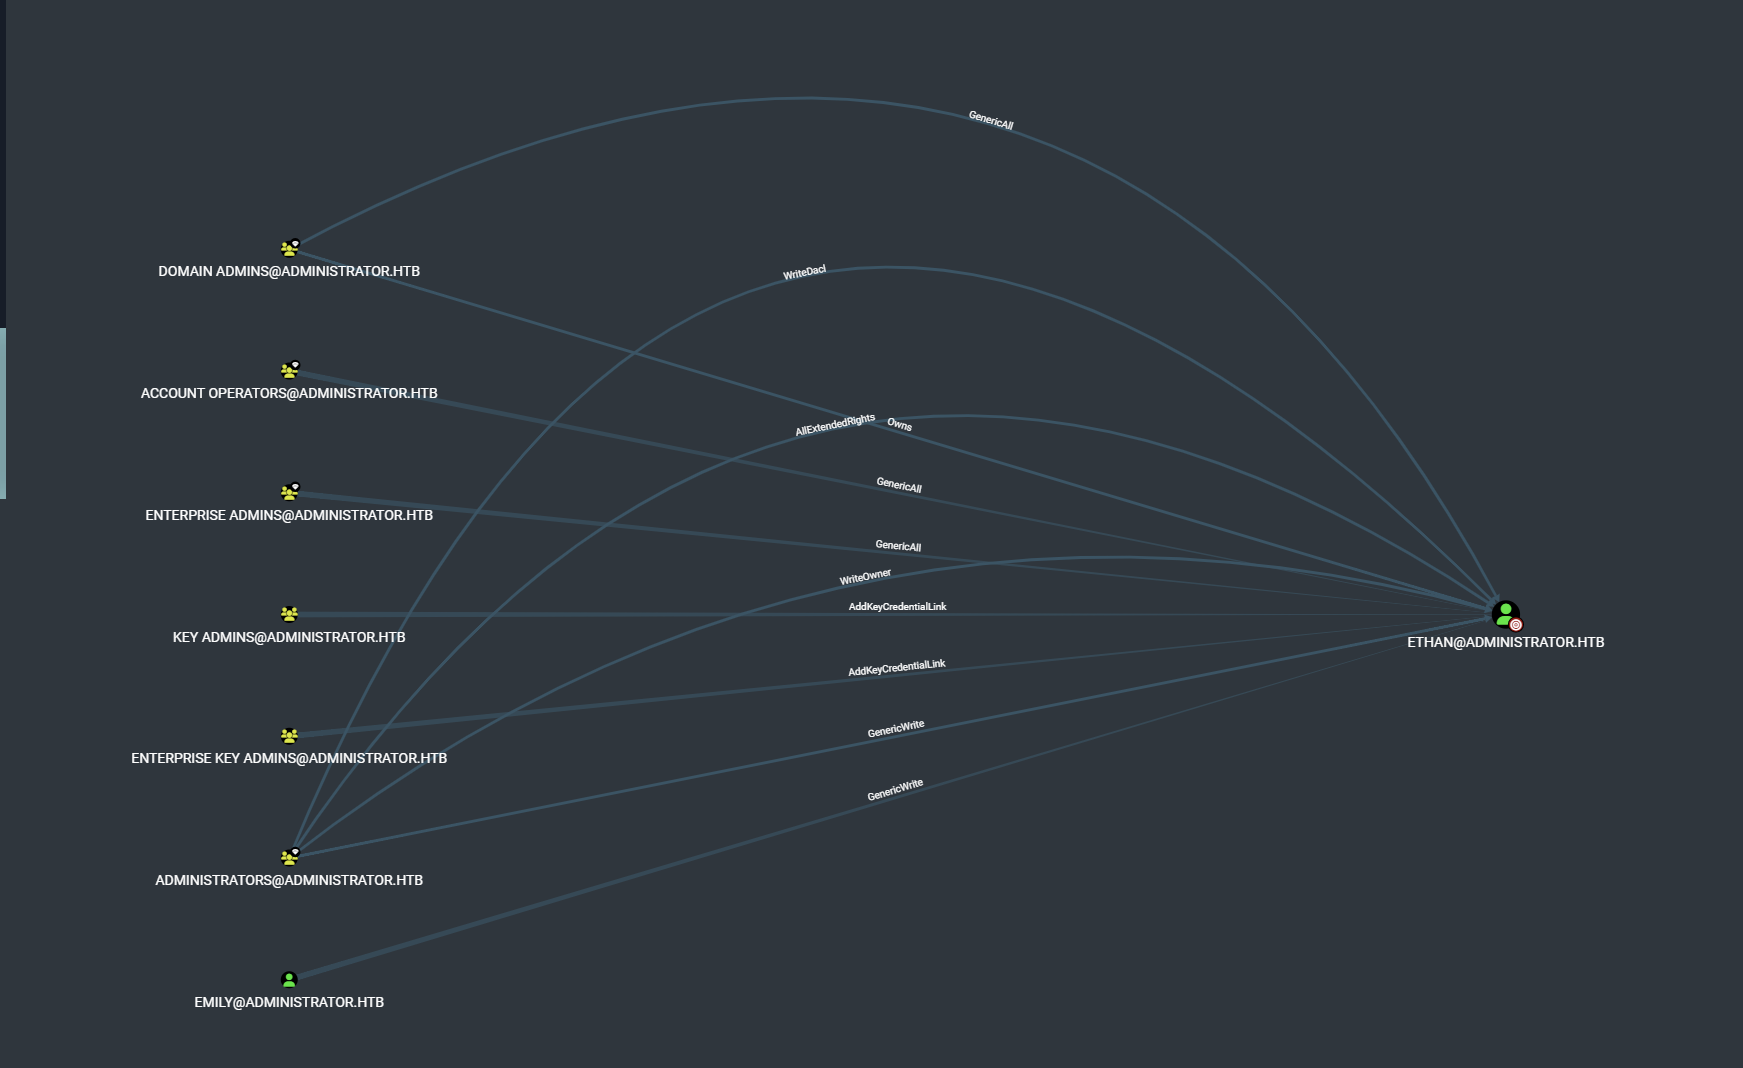 GenericAll
DOMAIN ADMINS@ADMINISTRATOR.HTB
WriteDacl
ACCOUNT OPERATORS@ADMINISTRATOR.HTB
AllExtendedRights
Owns
GenericAll
ENTERPRISE ADMINS@ADMINISTRATOR.HTB
GenericAll
WriteOwner
AddKeyCredentialLink
KEY ADMINS@ADMINISTRATOR.HTB
ETHAN@ADMINISTRATOR.HTB
AddKeyCredentialLink
GenericWrite
ENTERPRISE KEY ADMINS@ADMINISTRATOR.HTB
GenericWrite
ADMINISTRATORS@ADMINISTRATOR.HTB
EMILY@ADMINISTRATOR.HTB